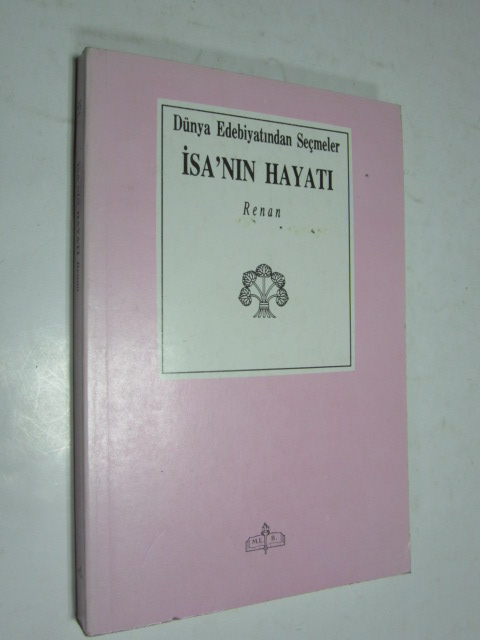 Dünya Edebiyatından Seçmeler
İSA'NIN HAYATI
Renan
M.E. B.